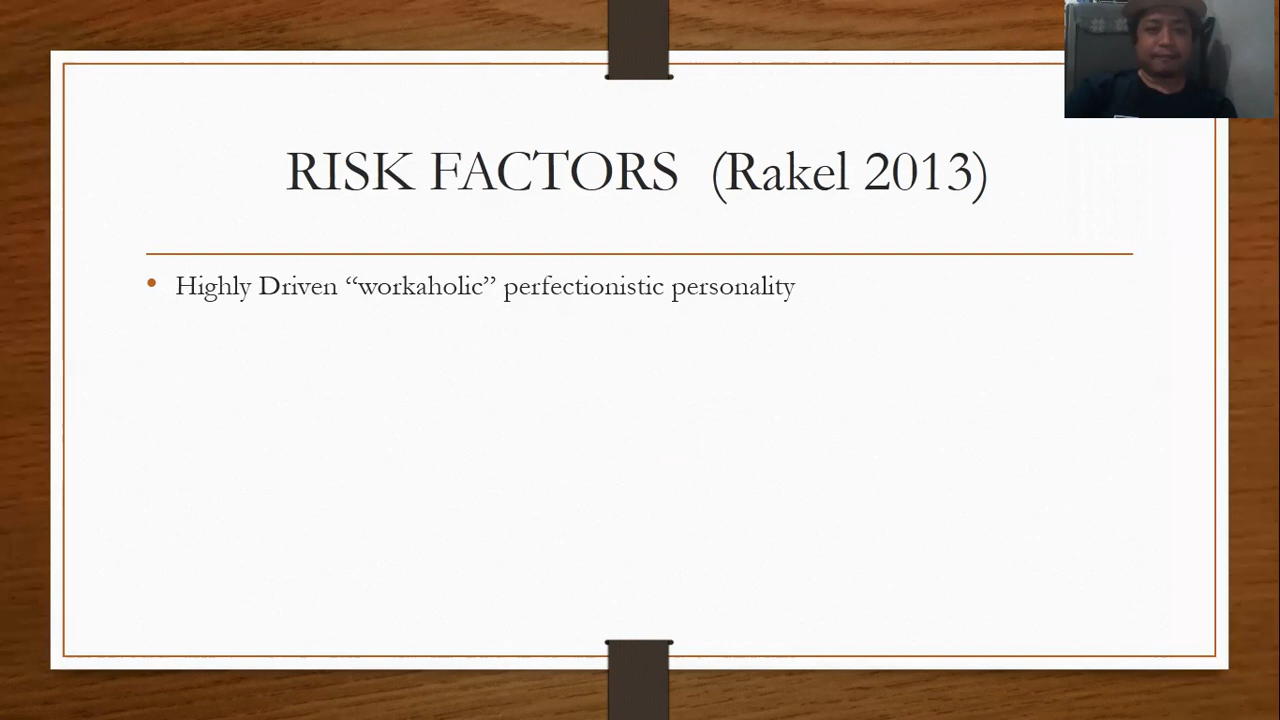 RISK FACTORS (Rakel 2013)
• Highly Driven “workaholic” perfectionistic personality